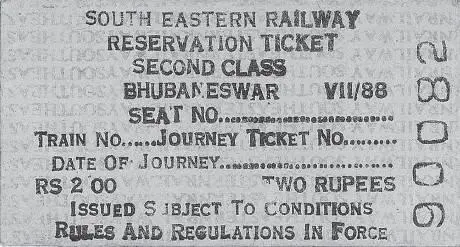 SOUTH EASTERN RAILWAY
RESERVATION TICKET
SECOND CLASS
BHUBANESWAR VII/88
SEAT NO....................
TRAIN NO.....JOURNEY TICKET NO.........
DATE OF JOURNEY........................
RS 2 00 TWO RUPEES
ISSUED SUBJECT TO CONDITIONS
RULES AND REGULATIONS IN FORCE